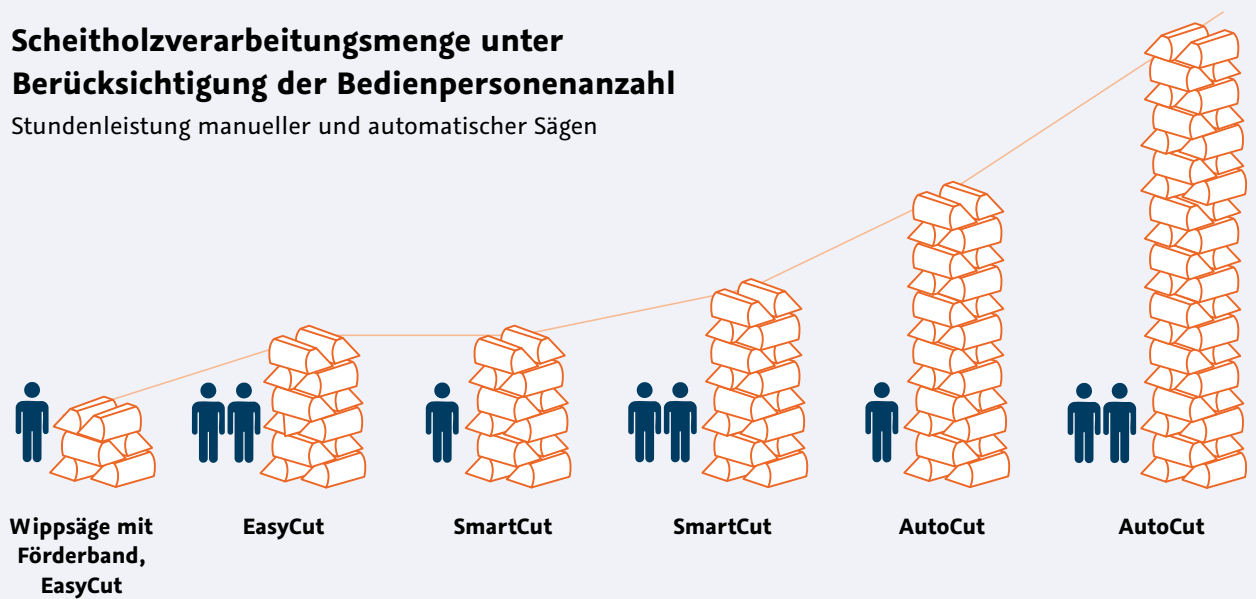 Scheitholzverarbeitungsmenge unter
Berücksichtigung der Bedienpersonenanzahl
Stundenleistung manueller und automatischer Sägen
Wippsäge mit
Förderband,
EasyCut
EasyCut
SmartCut
SmartCut
AutoCut
AutoCut